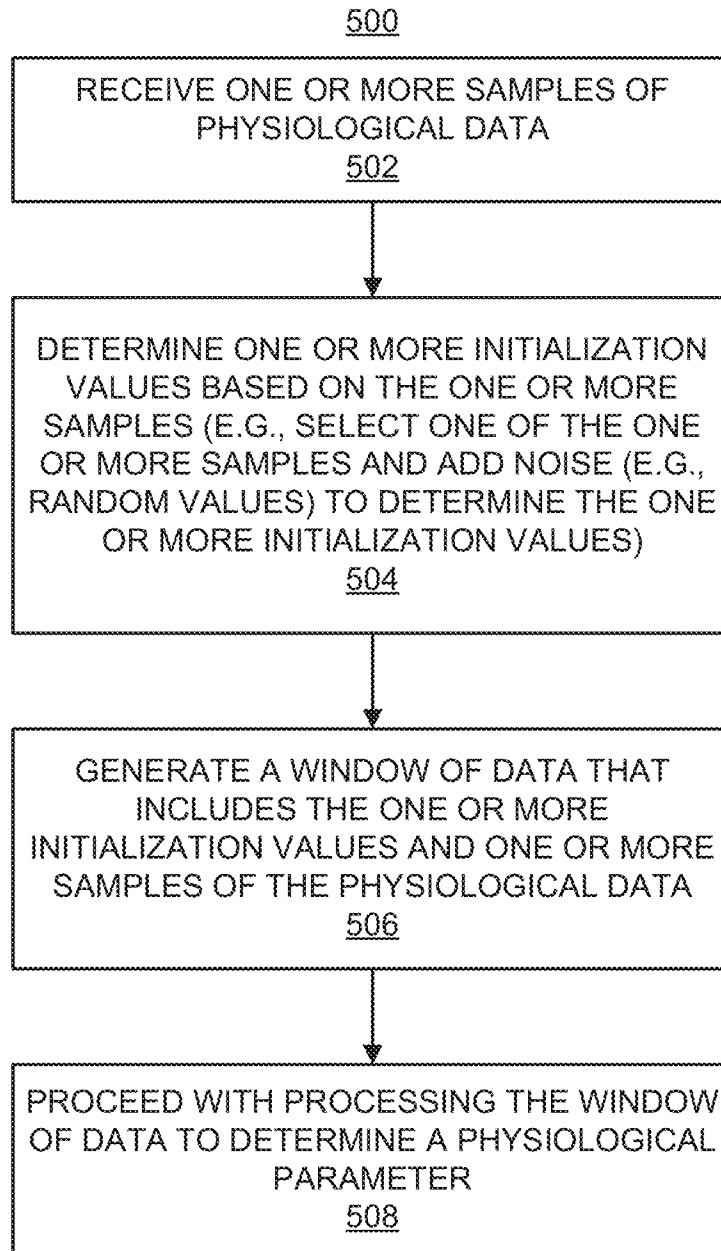 500
RECEIVE ONE OR MORE SAMPLES OF
PHYSIOLOGICAL DATA
502
DETERMINE ONE OR MORE INITIALIZATION
VALUES BASED ON THE ONE OR MORE
SAMPLES (E.G., SELECT ONE OF THE ONE
OR MORE SAMPLES AND ADD NOISE (E.G.,
RANDOM VALUES) TO DETERMINE THE ONE
OR MORE INITIALIZATION VALUES)
504
GENERATE A WINDOW OF DATA THAT
INCLUDES THE ONE OR MORE
INITIALIZATION VALUES AND ONE OR MORE
SAMPLES OF THE PHYSIOLOGICAL DATA
506
PROCEED WITH PROCESSING THE WINDOW
OF DATA TO DETERMINE A PHYSIOLOGICAL
PARAMETER
508